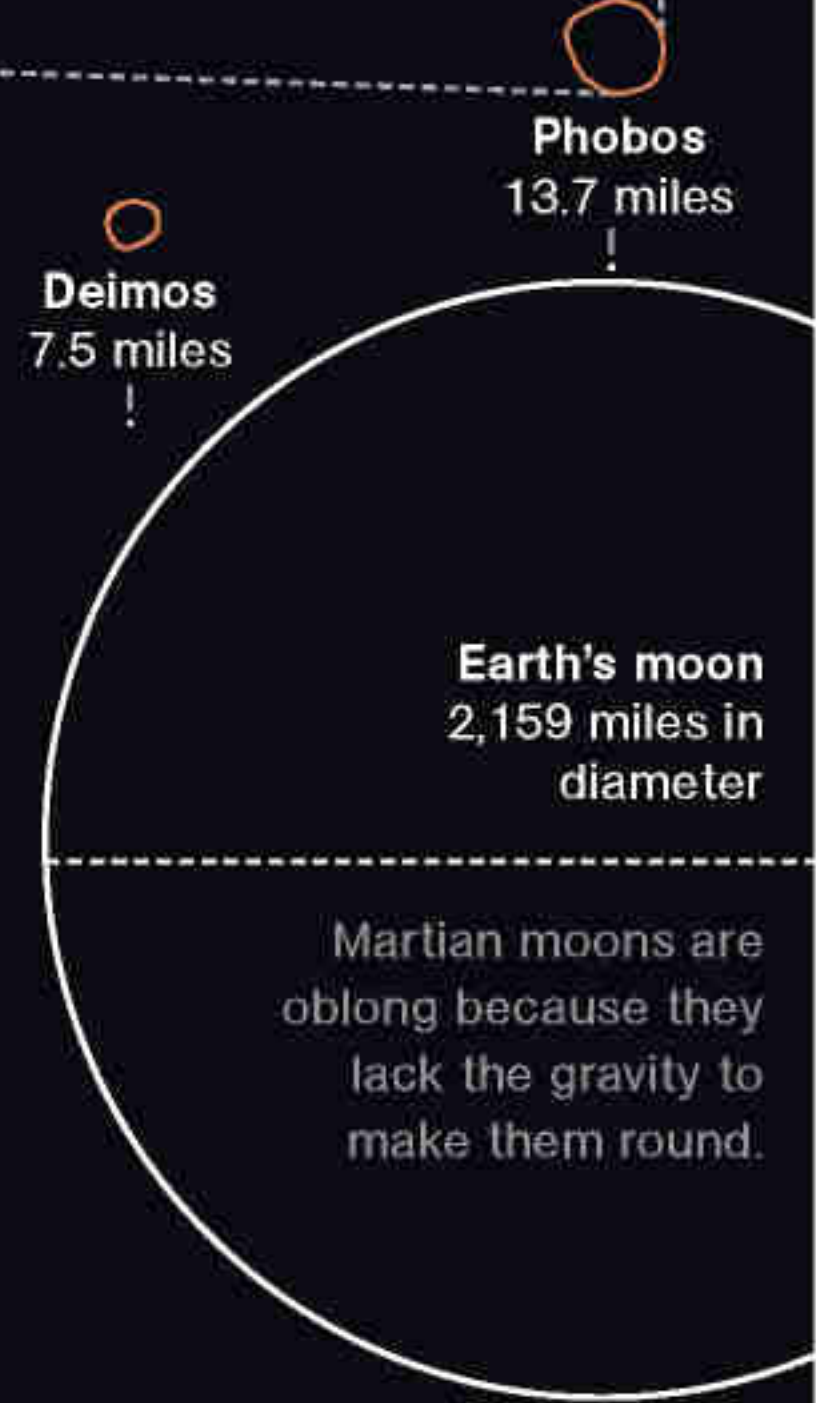 Phobos
13.7 miles
Deimos
7.5 miles
Earth's moon
2,159 miles in
diameter
Martian moons are
oblong because they
lack the gravity to
make them round.